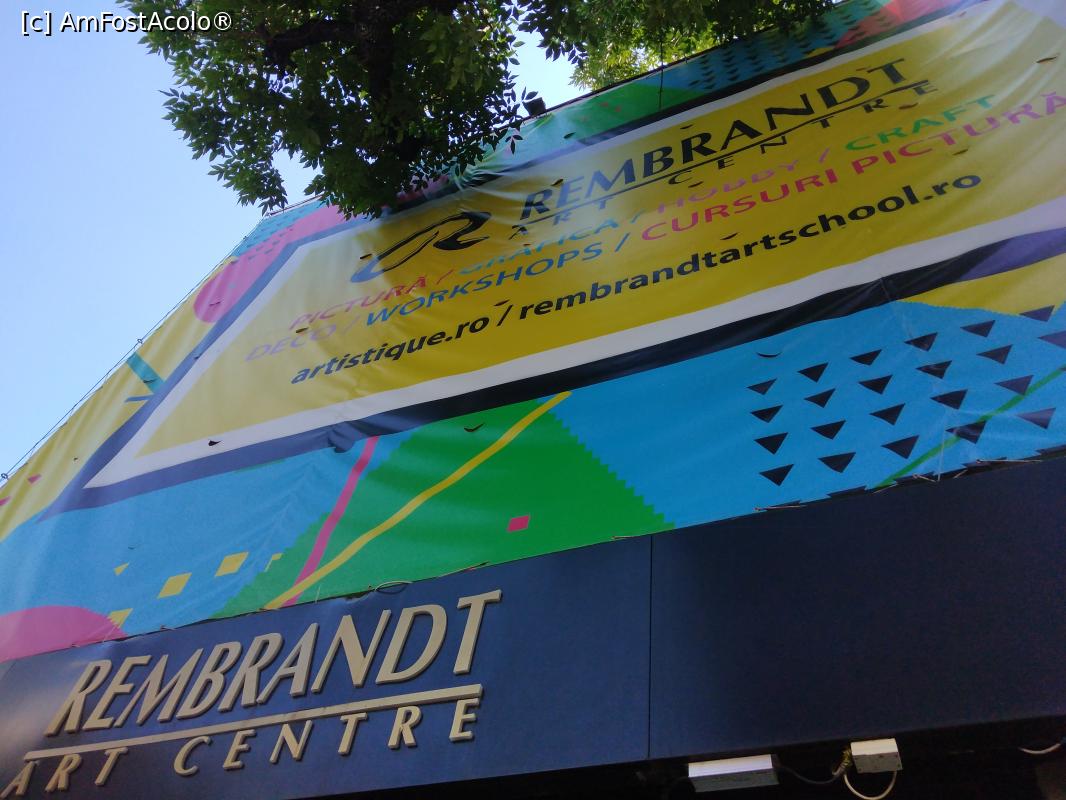 [c] AmFostAcolo®
REMBRANDT
ART CENTRE
PICTURĂ / GRAFICĂ / HOBBY / CRAFT
DECO / WORKSHOPS / CURSURI PICTURĂ
artistique.ro / rembrandtartschool.ro
REMBRANDT
ART CENTRE